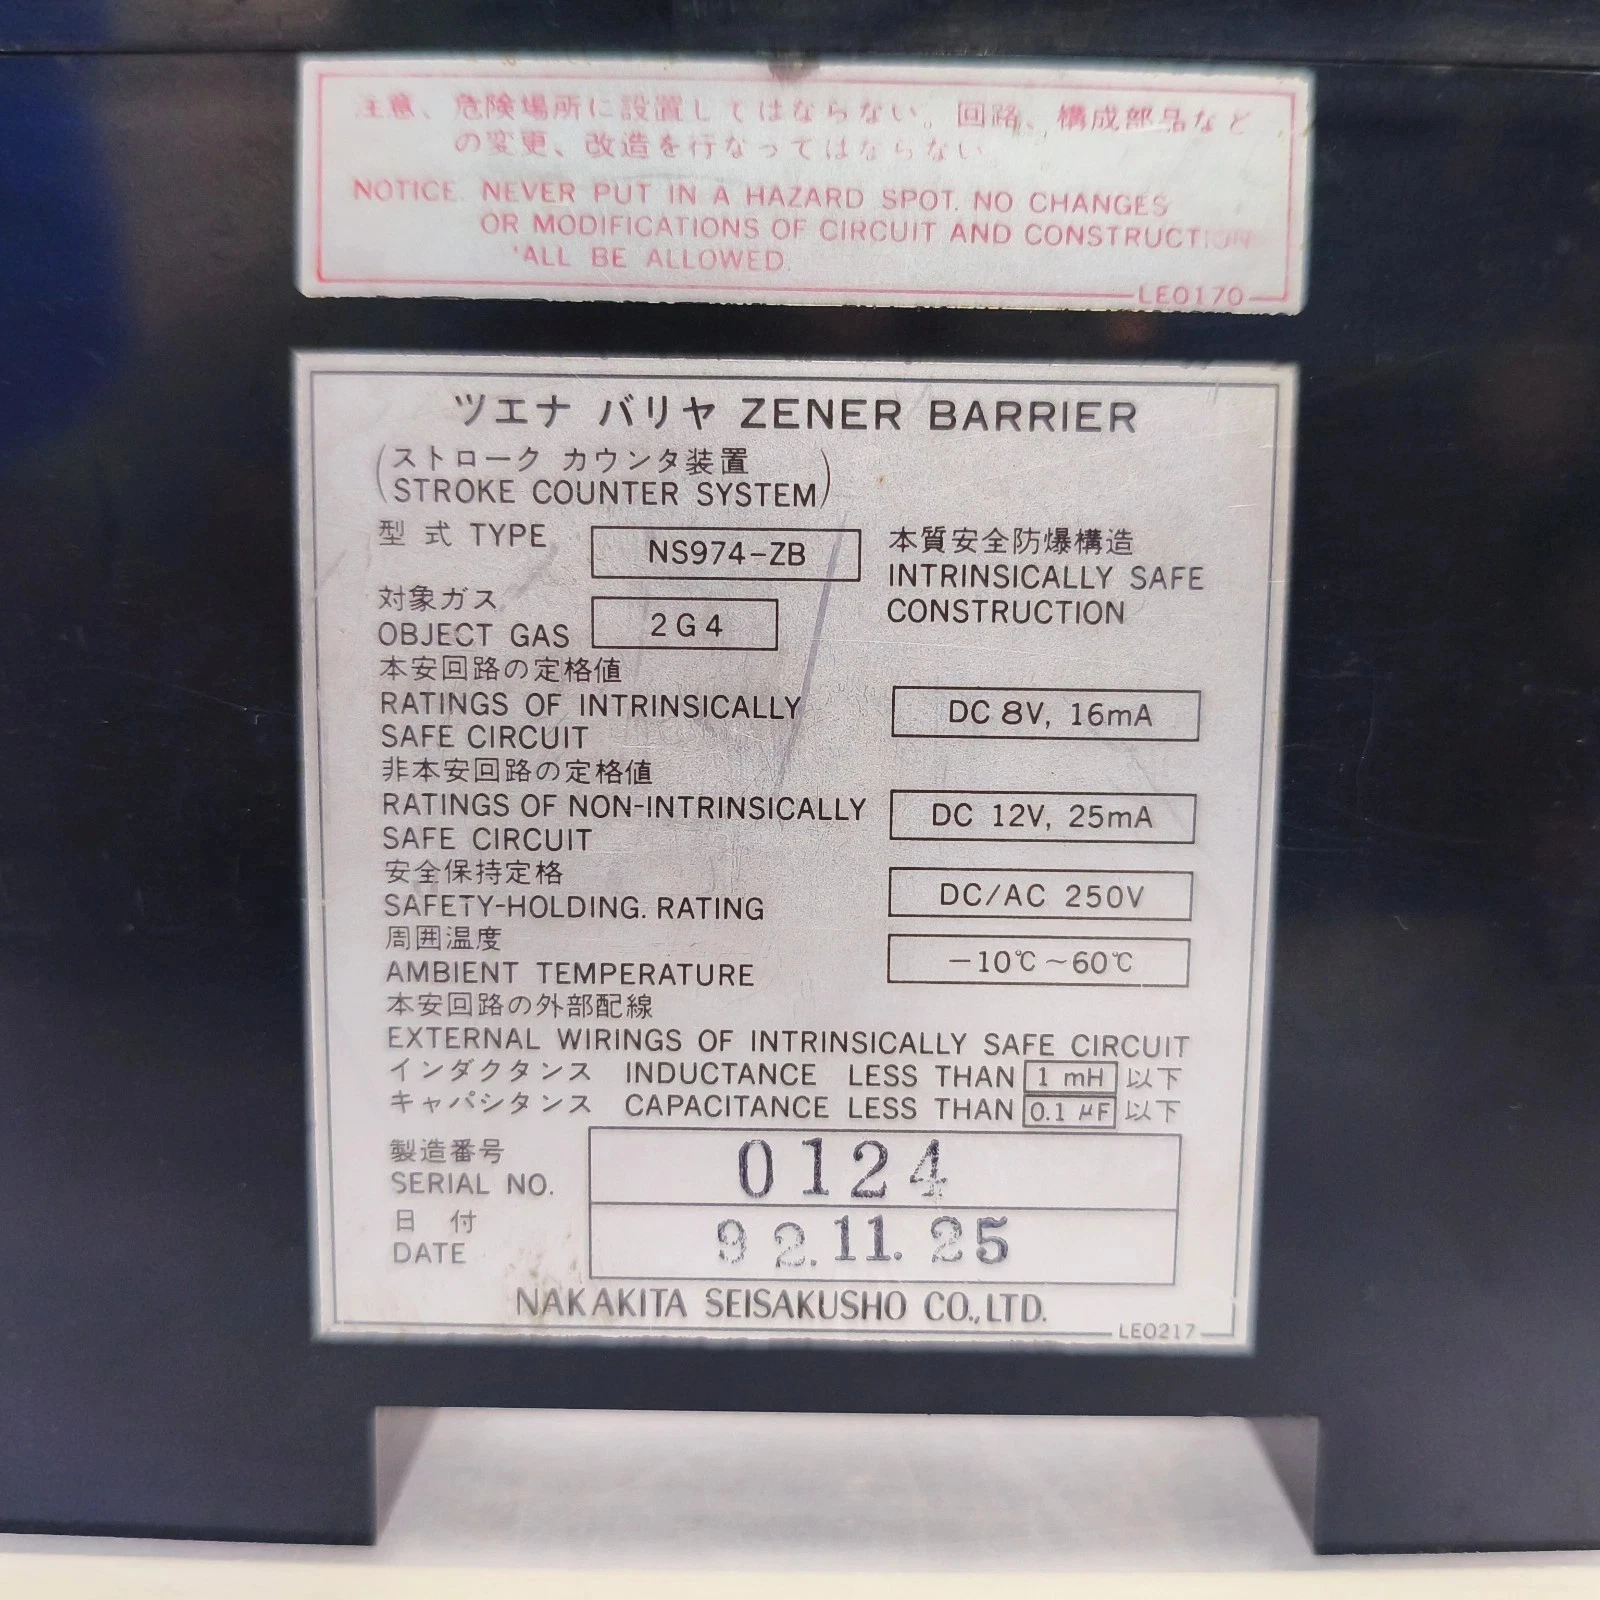 注意、危険場所に設置してはならない。回路、構成部品など
の変更、改造を行なってはならない
NOTICE. NEVER PUT IN A HAZARD SPOT. NO CHANGES
OR MODIFICATIONS OF CIRCUIT AND CONSTRUCTION
'ALL BE ALLOWED.
LE0170
ツエナ バリヤ ZENER BARRIER
(ストローク カウンタ装置
STROKE COUNTER SYSTEM)
型式 TYPE NS974-ZB
本質安全防爆構造
INTRINSICALLY SAFE
CONSTRUCTION
対象ガス
OBJECT GAS 2G4
本安回路の定格値
RATINGS OF INTRINSICALLY
SAFE CIRCUIT
DC 8V, 16mA
非本安回路の定格値
RATINGS OF NON-INTRINSICALLY
SAFE CIRCUIT
DC 12V, 25mA
安全保持定格
SAFETY-HOLDING. RATING
DC/AC 250V
周囲温度
AMBIENT TEMPERATURE
-10℃~60℃
本安回路の外部配線
EXTERNAL WIRINGS OF INTRINSICALLY SAFE CIRCUIT
インダクタンス INDUCTANCE LESS THAN 1 mH 以下
キャパシタンス CAPACITANCE LESS THAN 0.1 μF 以下
製造番号
SERIAL NO. 0124
日付
DATE 92.11.25
NAKAKITA SEISAKUSHO CO.,LTD.
LE0217